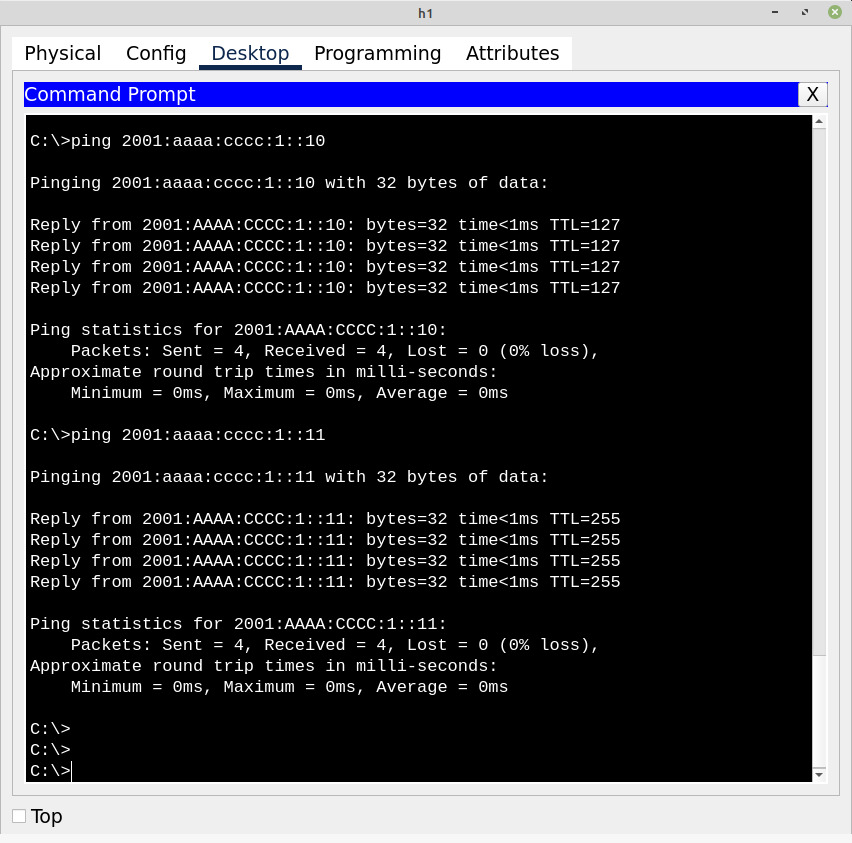 h1
Physical Config Desktop Programming Attributes
Command Prompt X
C:\>ping 2001:aaaa:cccc:1::10
Pinging 2001:aaaa:cccc:1::10 with 32 bytes of data:
Reply from 2001:AAAA:CCCC:1::10: bytes=32 time<1ms TTL=127
Reply from 2001:AAAA:CCCC:1::10: bytes=32 time<1ms TTL=127
Reply from 2001:AAAA:CCCC:1::10: bytes=32 time<1ms TTL=127
Reply from 2001:AAAA:CCCC:1::10: bytes=32 time<1ms TTL=127
Ping statistics for 2001:AAAA:CCCC:1::10:
    Packets: Sent = 4, Received = 4, Lost = 0 (0% loss),
Approximate round trip times in milli-seconds:
    Minimum = 0ms, Maximum = 0ms, Average = 0ms
C:\>ping 2001:aaaa:cccc:1::11
Pinging 2001:aaaa:cccc:1::11 with 32 bytes of data:
Reply from 2001:AAAA:CCCC:1::11: bytes=32 time<1ms TTL=255
Reply from 2001:AAAA:CCCC:1::11: bytes=32 time<1ms TTL=255
Reply from 2001:AAAA:CCCC:1::11: bytes=32 time<1ms TTL=255
Reply from 2001:AAAA:CCCC:1::11: bytes=32 time<1ms TTL=255
Ping statistics for 2001:AAAA:CCCC:1::11:
    Packets: Sent = 4, Received = 4, Lost = 0 (0% loss),
Approximate round trip times in milli-seconds:
    Minimum = 0ms, Maximum = 0ms, Average = 0ms
C:\>
C:\>
C:\>
Top